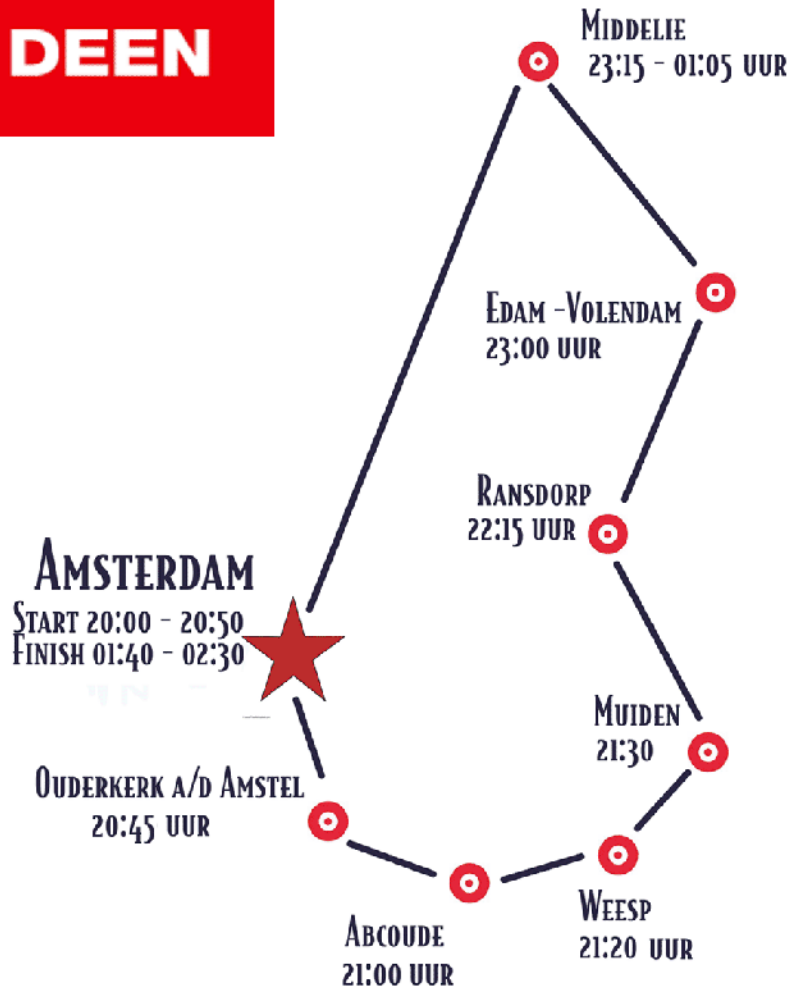 DEEN
Middelie
23:15 - 01:05 uur
Edam -Volendam
23:00 uur
Ransdorp
22:15 uur
Amsterdam
Start 20:00 - 20:50
Finish 01:40 - 02:30
Muiden
21:30
Ouderkerk a/d Amstel
20:45 uur
Weesp
21:20 uur
Abcoude
21:00 uur